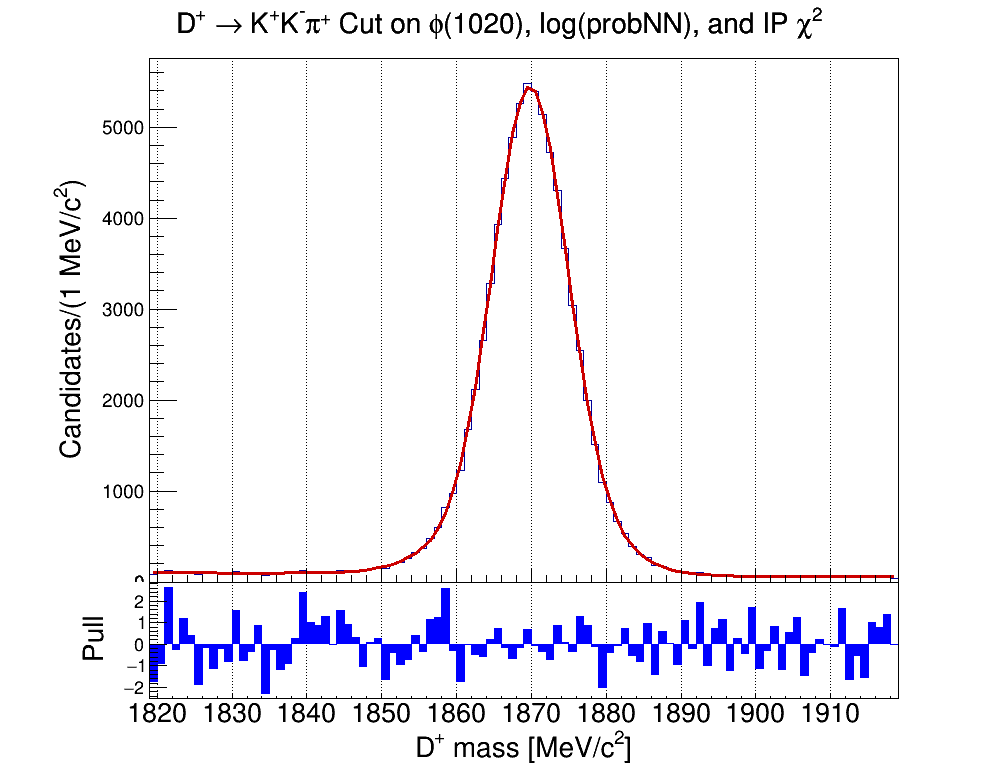 D⁺ → K⁺K⁻π⁺ Cut on ϕ(1020), log(probNN), and IP χ²
Candidates/(1 MeV/c²)
5000
4000
3000
2000
1000
0
Pull
2
1
0
−1
−2
1820 1830 1840 1850 1860 1870 1880 1890 1900 1910
D⁺ mass [MeV/c²]